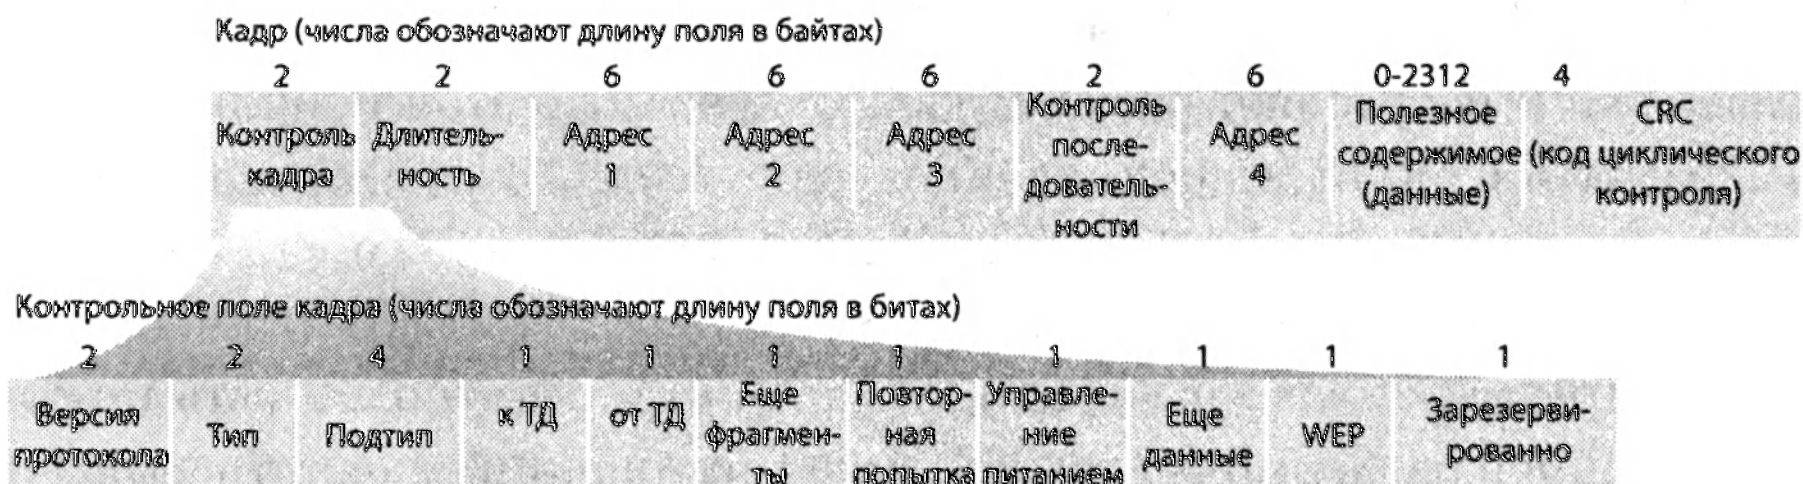 Кадр (числа обозначают длину поля в байтах)
2 2 6 6 6 2 6 0-2312 4
Контроль кадра
Длитель-
ность
Адрес
1
Адрес
2
Адрес
3
Контроль
после-
дователь-
ности
Адрес
4
Полезное
содержимое
(данные)
CRC
(код циклического
контроля)
Контрольное поле кадра (числа обозначают длину поля в битах)
2 2 4 1 1 1 1 1 1 1 1
Версия
протокола
Тип
Подтип
к ТД
от ТД
Еще
фрагмен-
ты
Повтор-
ная
попытка
Управле-
ние
питанием
Еще
данные
WEP
Зарезерви-
рованно